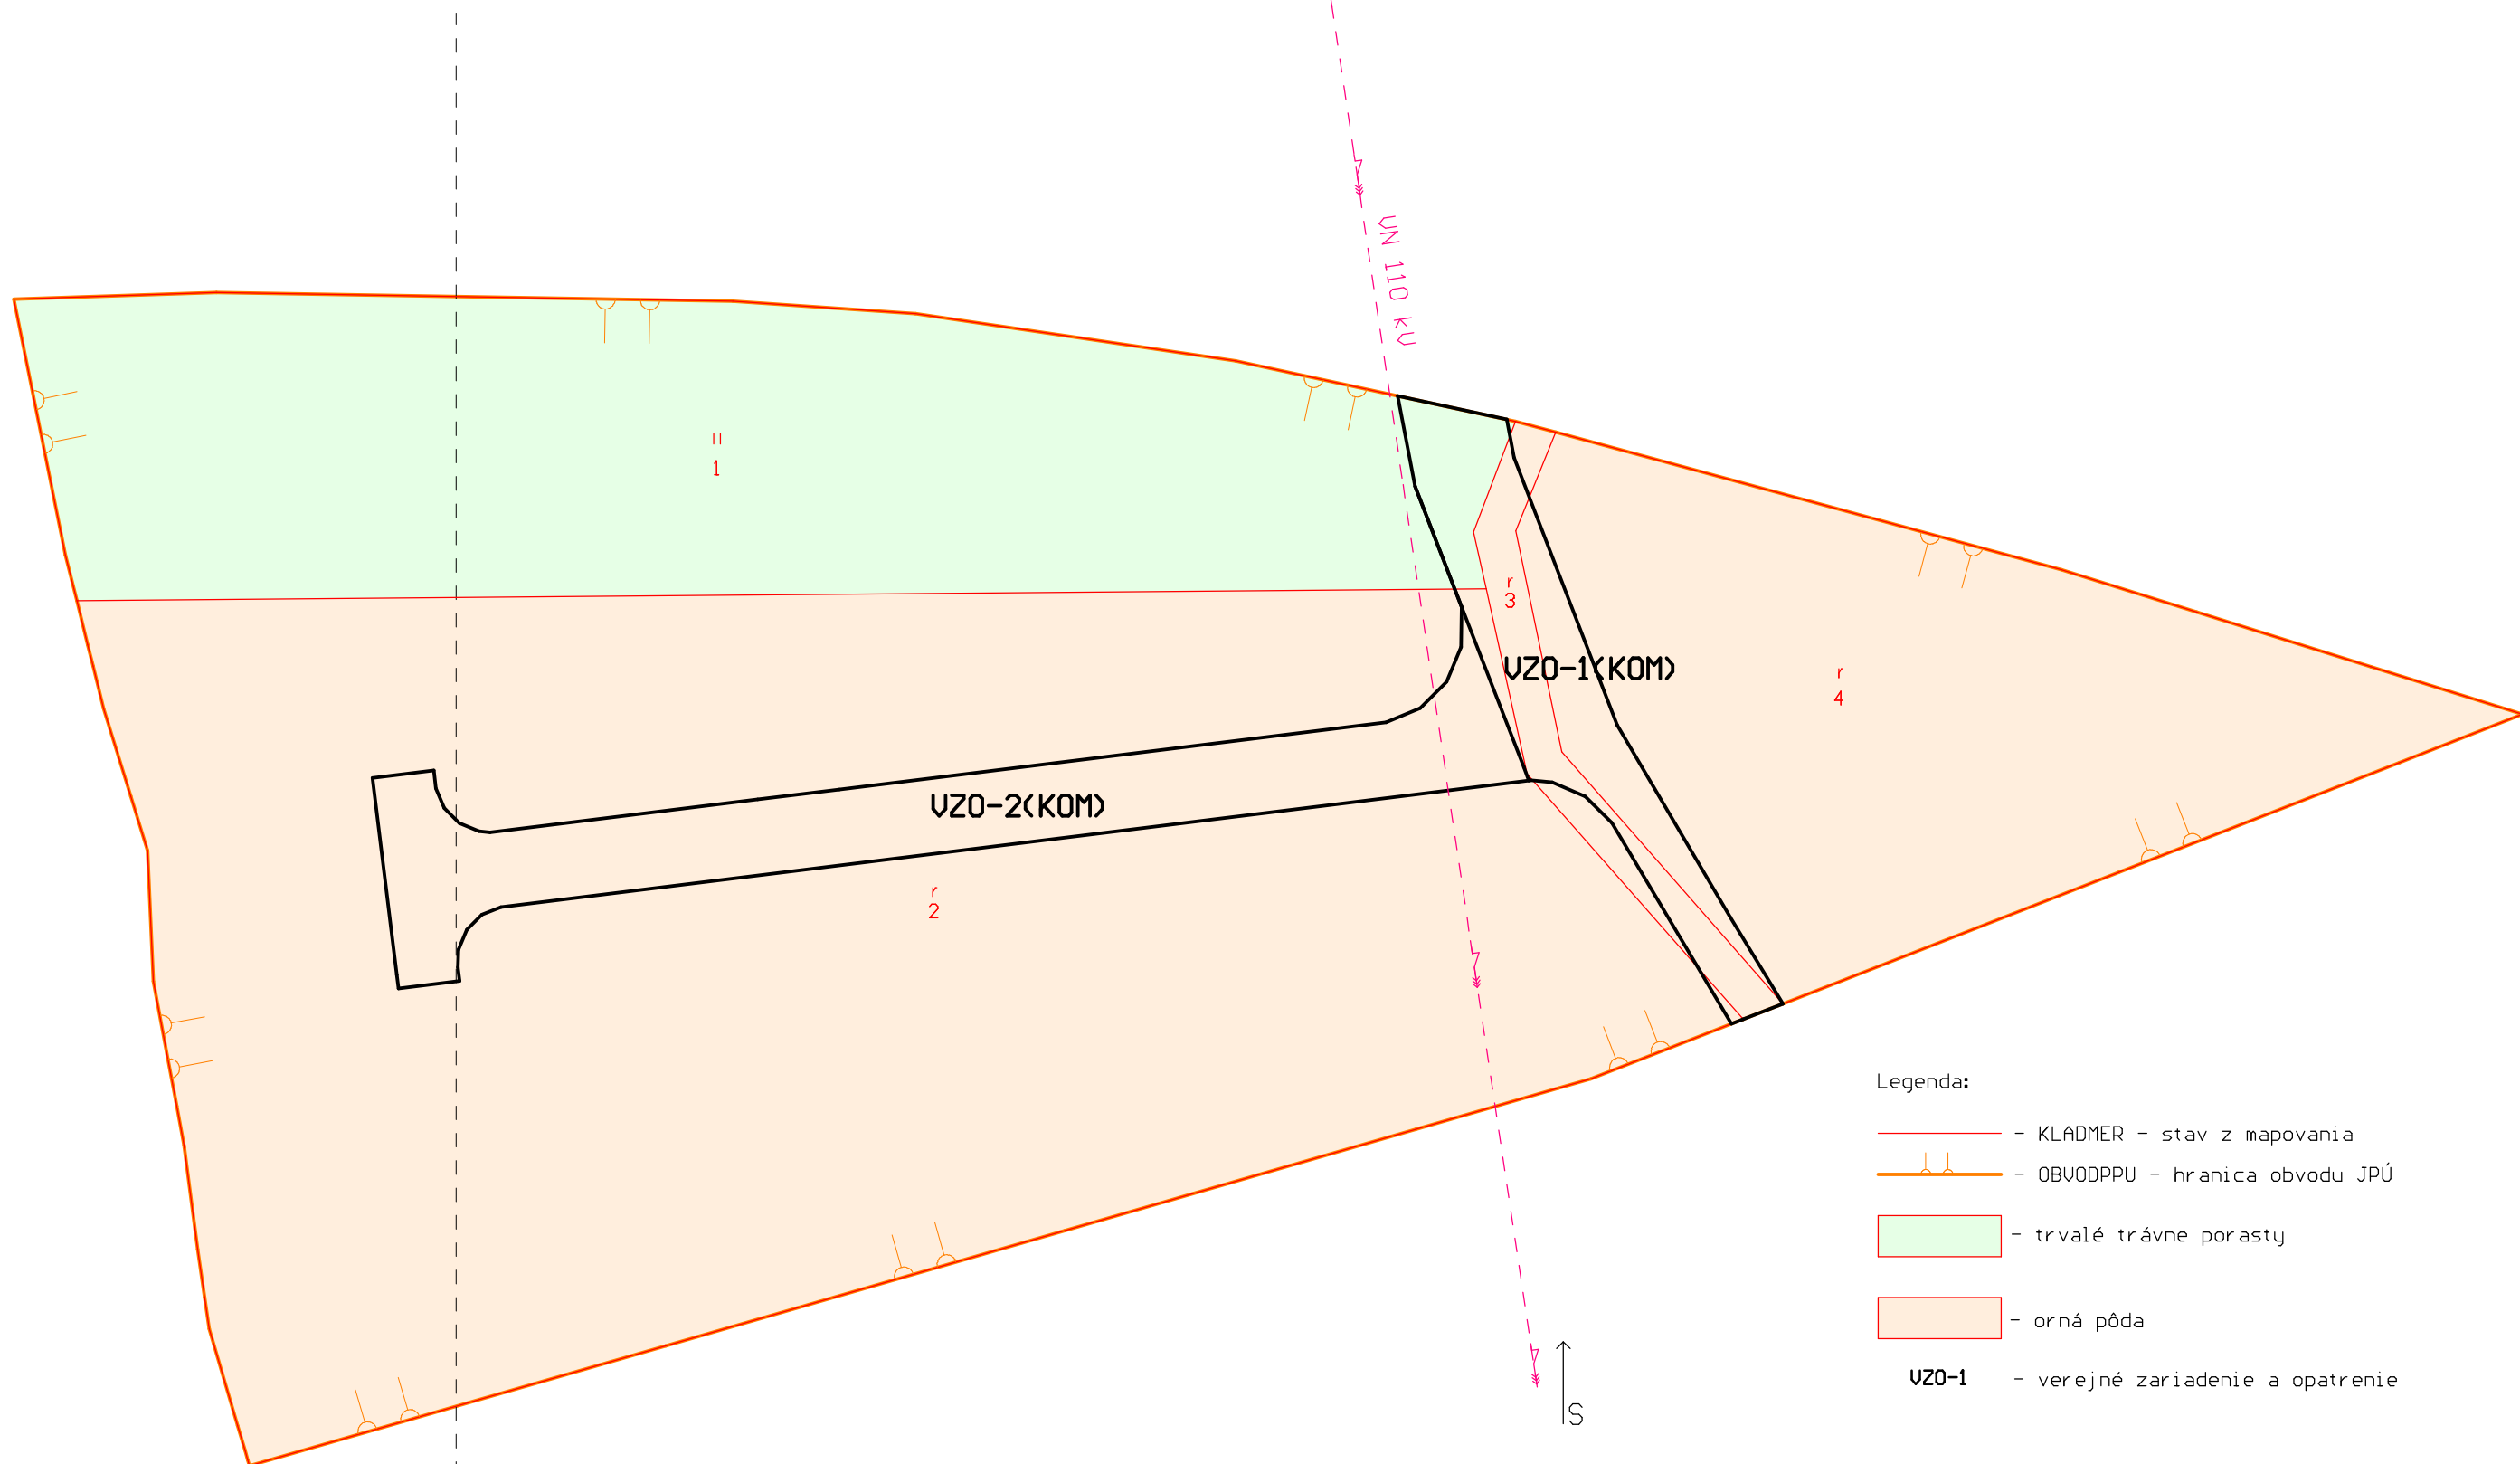 VN 110 kV
1
r
3
VZO-1(KOM)
r
4
VZO-2(KOM)
r
2
Legenda:
- KLADMER - stav z mapovania
- OBVODPPU - hranica obvodu JPÚ
- trvalé trávne porasty
- orná pôda
VZO-1 - verejné zariadenie a opatrenie
S